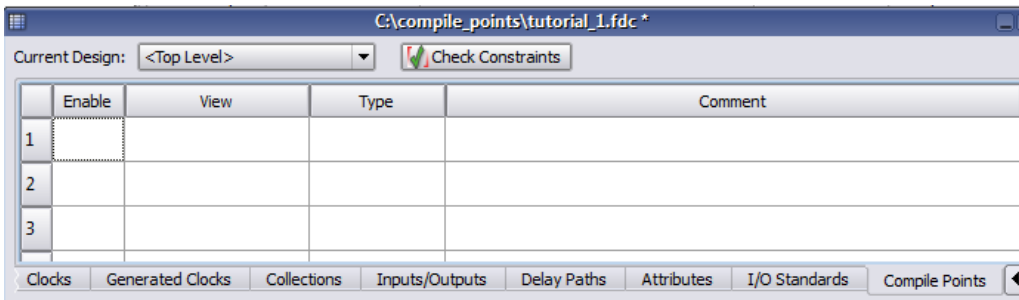 C:\compile_points\tutorial_1.fdc *
Current Design: <Top Level> Check Constraints
Enable View Type Comment
1
2
3
Clocks Generated Clocks Collections Inputs/Outputs Delay Paths Attributes I/O Standards Compile Points